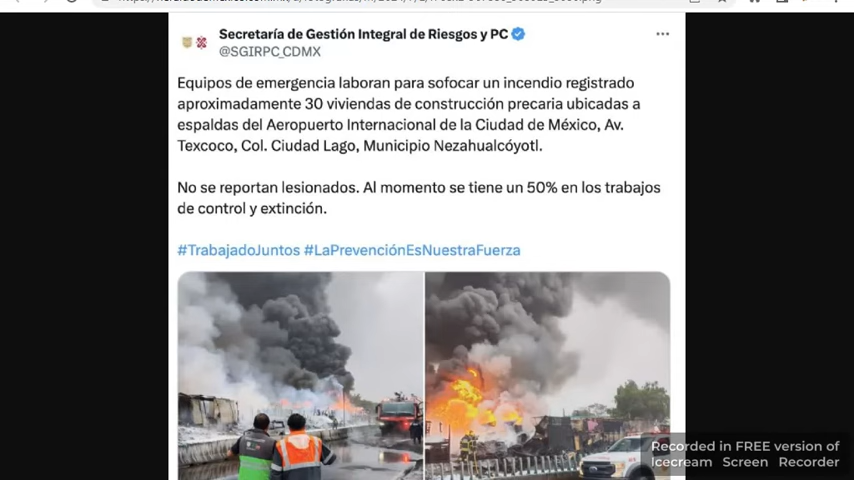 Secretaría de Gestión Integral de Riesgos y PC
@SGIRPC_CDMX
Equipos de emergencia laboran para sofocar un incendio registrado
aproximadamente 30 viviendas de construcción precaria ubicadas a
espaldas del Aeropuerto Internacional de la Ciudad de México, Av.
Texcoco, Col. Ciudad Lago, Municipio Nezahualcóyotl.
No se reportan lesionados. Al momento se tiene un 50% en los trabajos
de control y extinción.
#TrabajadoJuntos #LaPrevenciónEsNuestraFuerza
Recorded in FREE version of
Icecream Screen Recorder